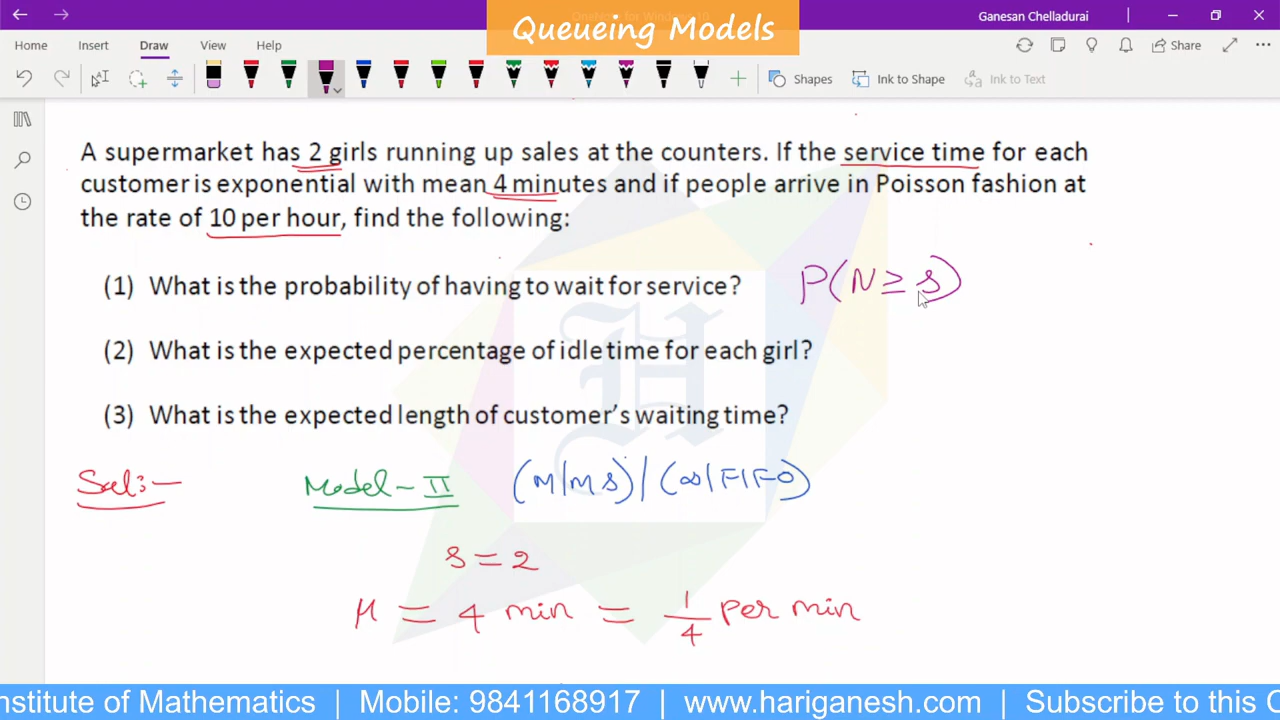 Queueing Models
Ganesan Chelladurai
Home Insert Draw View Help
Share
Shapes Ink to Shape Ink to Text
A supermarket has 2 girls running up sales at the counters. If the service time for each
customer is exponential with mean 4 minutes and if people arrive in Poisson fashion at
the rate of 10 per hour, find the following:
(1) What is the probability of having to wait for service? P(N ≥ s)
(2) What is the expected percentage of idle time for each girl?
(3) What is the expected length of customer's waiting time?
Sol:- Model - II (M/M s) / (∞/FIFO)
s = 2
μ = 4 min = 1/4 per min
nstitute of Mathematics | Mobile: 9841168917 | www.hariganesh.com | Subscribe to this C